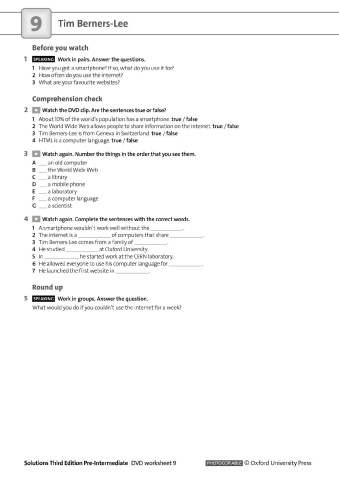 9 Tim Berners-Lee
Before you watch
1 SPEAKING Work in pairs. Answer the questions.
1 Have you got a smartphone? If so, what do you use it for?
2 How often do you use the internet?
3 What are your favourite websites?
Comprehension check
2 Watch the DVD clip. Are the sentences true or false?
1 About 10% of the world's population has a smartphone. true / false
2 The World Wide Web allows people to share information on the internet. true / false
3 Tim Berners-Lee is from Geneva in Switzerland. true / false
4 HTML is a computer language. true / false
3 Watch again. Number the things in the order that you see them.
A ___ an old computer
B ___ the World Wide Web
C ___ a library
D ___ a mobile phone
E ___ a laboratory
F ___ a computer language
G ___ a scientist
4 Watch again. Complete the sentences with the correct words.
1 A smartphone wouldn't work well without the ____________.
2 The internet is a ____________ of computers that share ____________.
3 Tim Berners-Lee comes from a family of ____________.
4 He studied ____________ at Oxford University.
5 In ____________, he started work at the CERN laboratory.
6 He allowed everyone to use his computer language for ____________.
7 He launched the first website in ____________.
Round up
5 SPEAKING Work in groups. Answer the question.
What would you do if you couldn't use the internet for a week?
Solutions Third Edition Pre-Intermediate DVD worksheet 9 PHOTOCOPIABLE © Oxford University Press